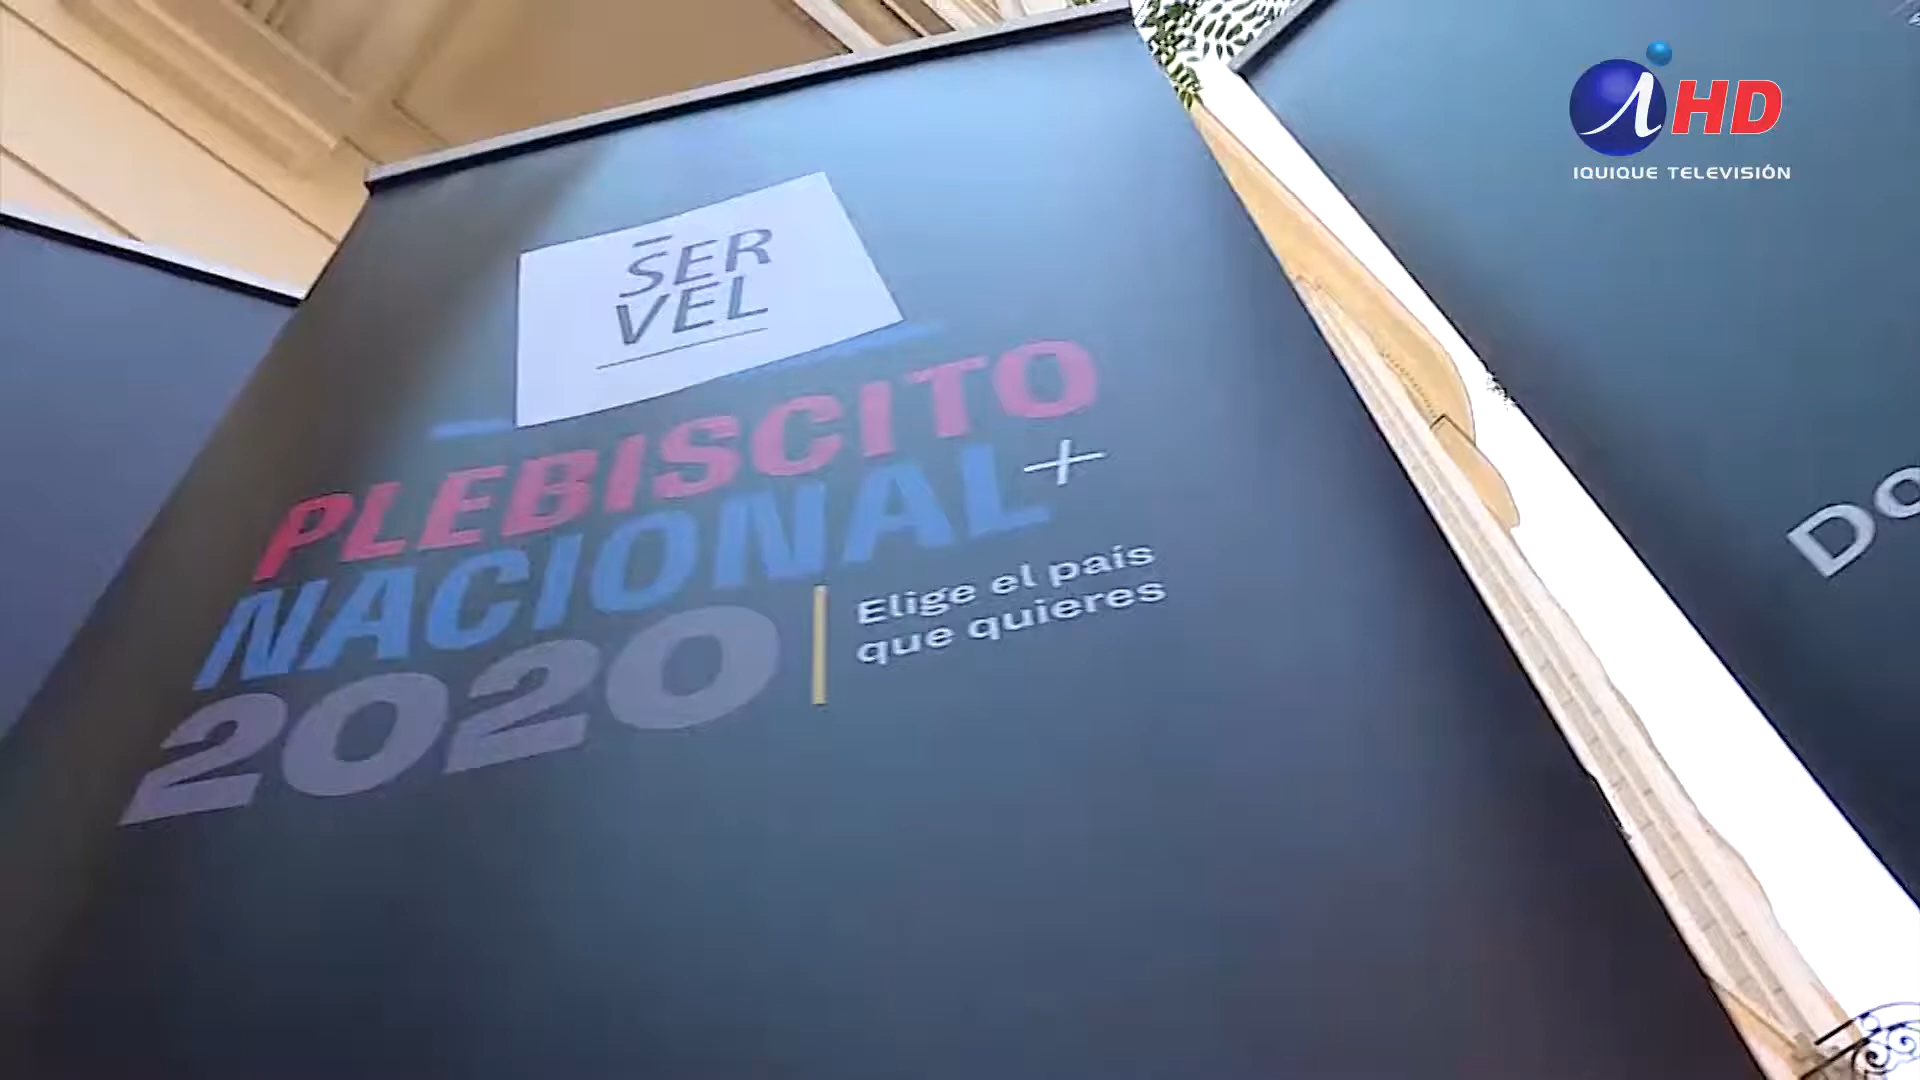 SER
VEL
PLEBISCITO
NACIONAL
2020
Elige el país
que quieres
HD
IQUIQUE TELEVISIÓN